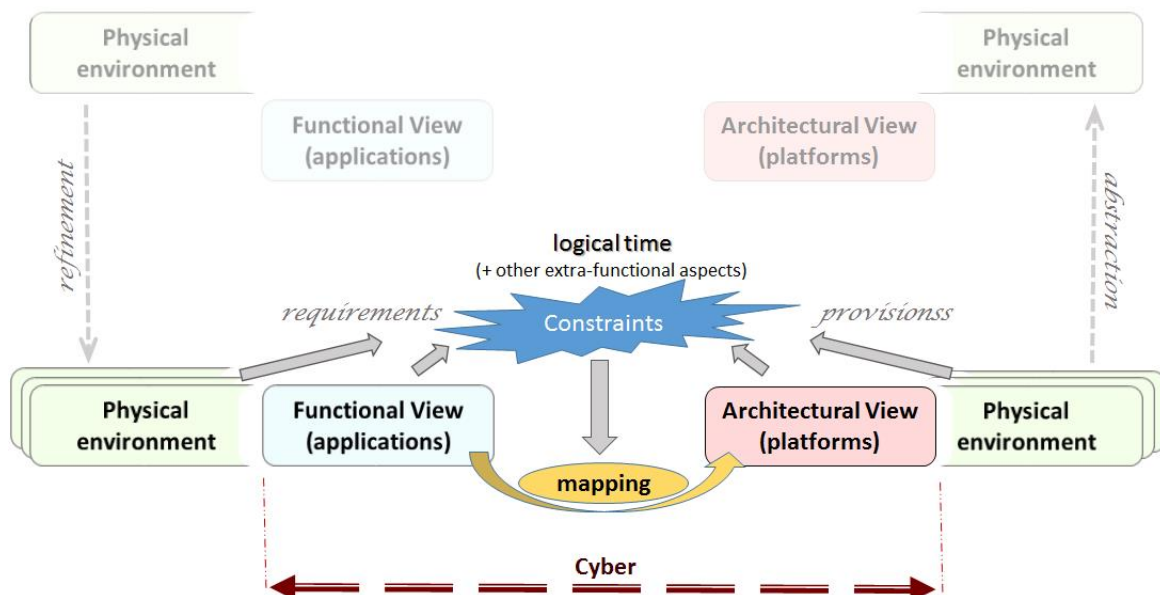 Physical
environment
Physical
environment
Functional View
(applications)
Architectural View
(platforms)
refinement
abstraction
logical time
(+ other extra-functional aspects)
requirements
Constraints
provisionss
Physical
environment
Functional View
(applications)
Architectural View
(platforms)
Physical
environment
mapping
Cyber